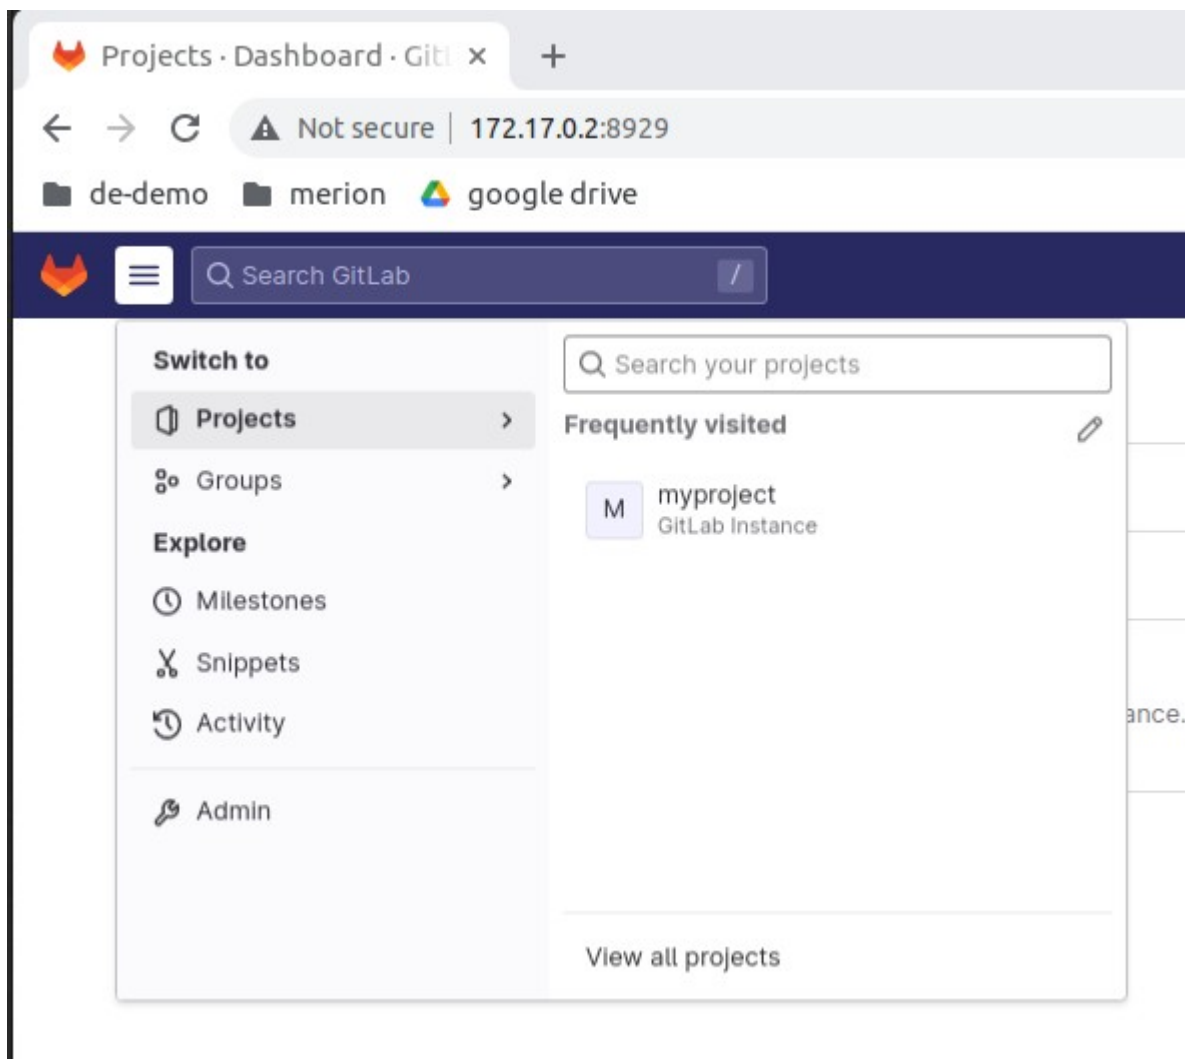 Projects · Dashboard · Git
Not secure | 172.17.0.2:8929
de-demo merion google drive
Search GitLab /
Switch to
Projects
Groups
Explore
Milestones
Snippets
Activity
Admin
Search your projects
Frequently visited
M myproject
GitLab Instance
View all projects
ance.